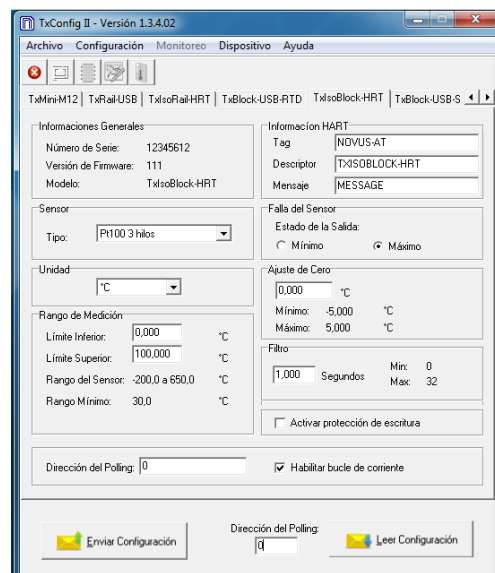 TxConfig II - Versión 1.3.4.02
Archivo Configuración Monitoreo Dispositivo Ayuda
TxMini-M12 TxRail-USB TxIsoRail-HRT TxBlock-USB-RTD TxIsoBlock-HRT TxBlock-USB-S
Informaciones Generales
Número de Serie: 12345612
Versión de Firmware: 111
Modelo: TxIsoBlock-HRT
Informacíon HART
Tag NOVUS-AT
Descriptor TXISOBLOCK-HRT
Mensaje MESSAGE
Sensor
Tipo: Pt100 3 hilos
Falla del Sensor
Estado de la Salida:
Mínimo Máximo
Unidad
°C
Ajuste de Cero
0,000 °C
Mínimo: -5,000 °C
Máximo: 5,000 °C
Rango de Medición
Límite Inferior: 0,000 °C
Límite Superior: 100,000 °C
Rango del Sensor: -200,0 a 650,0 °C
Rango Mínimo: 30,0 °C
Filtro
1,000 Segundos
Min: 0
Max: 32
Activar protección de escritura
Dirección del Polling: 0
Habilitar bucle de corriente
Enviar Configuración
Dirección del Polling:
0
Leer Configuración